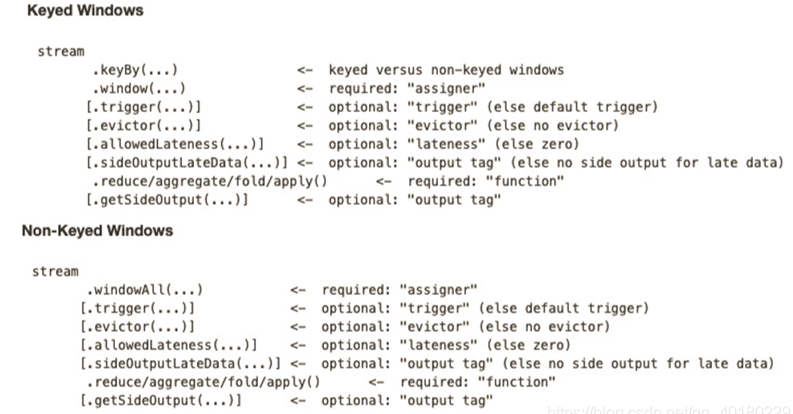 Keyed Windows
stream
.keyBy(...) <- keyed versus non-keyed windows
.window(...) <- required: "assigner"
[.trigger(...)] <- optional: "trigger" (else default trigger)
[.evictor(...)] <- optional: "evictor" (else no evictor)
[.allowedLateness(...)] <- optional: "lateness" (else zero)
[.sideOutputLateData(...)] <- optional: "output tag" (else no side output for late data)
.reduce/aggregate/fold/apply() <- required: "function"
[.getSideOutput(...)] <- optional: "output tag"
Non-Keyed Windows
stream
.windowAll(...) <- required: "assigner"
[.trigger(...)] <- optional: "trigger" (else default trigger)
[.evictor(...)] <- optional: "evictor" (else no evictor)
[.allowedLateness(...)] <- optional: "lateness" (else zero)
[.sideOutputLateData(...)] <- optional: "output tag" (else no side output for late data)
.reduce/aggregate/fold/apply() <- required: "function"
[.getSideOutput(...)] <- optional: "output tag"